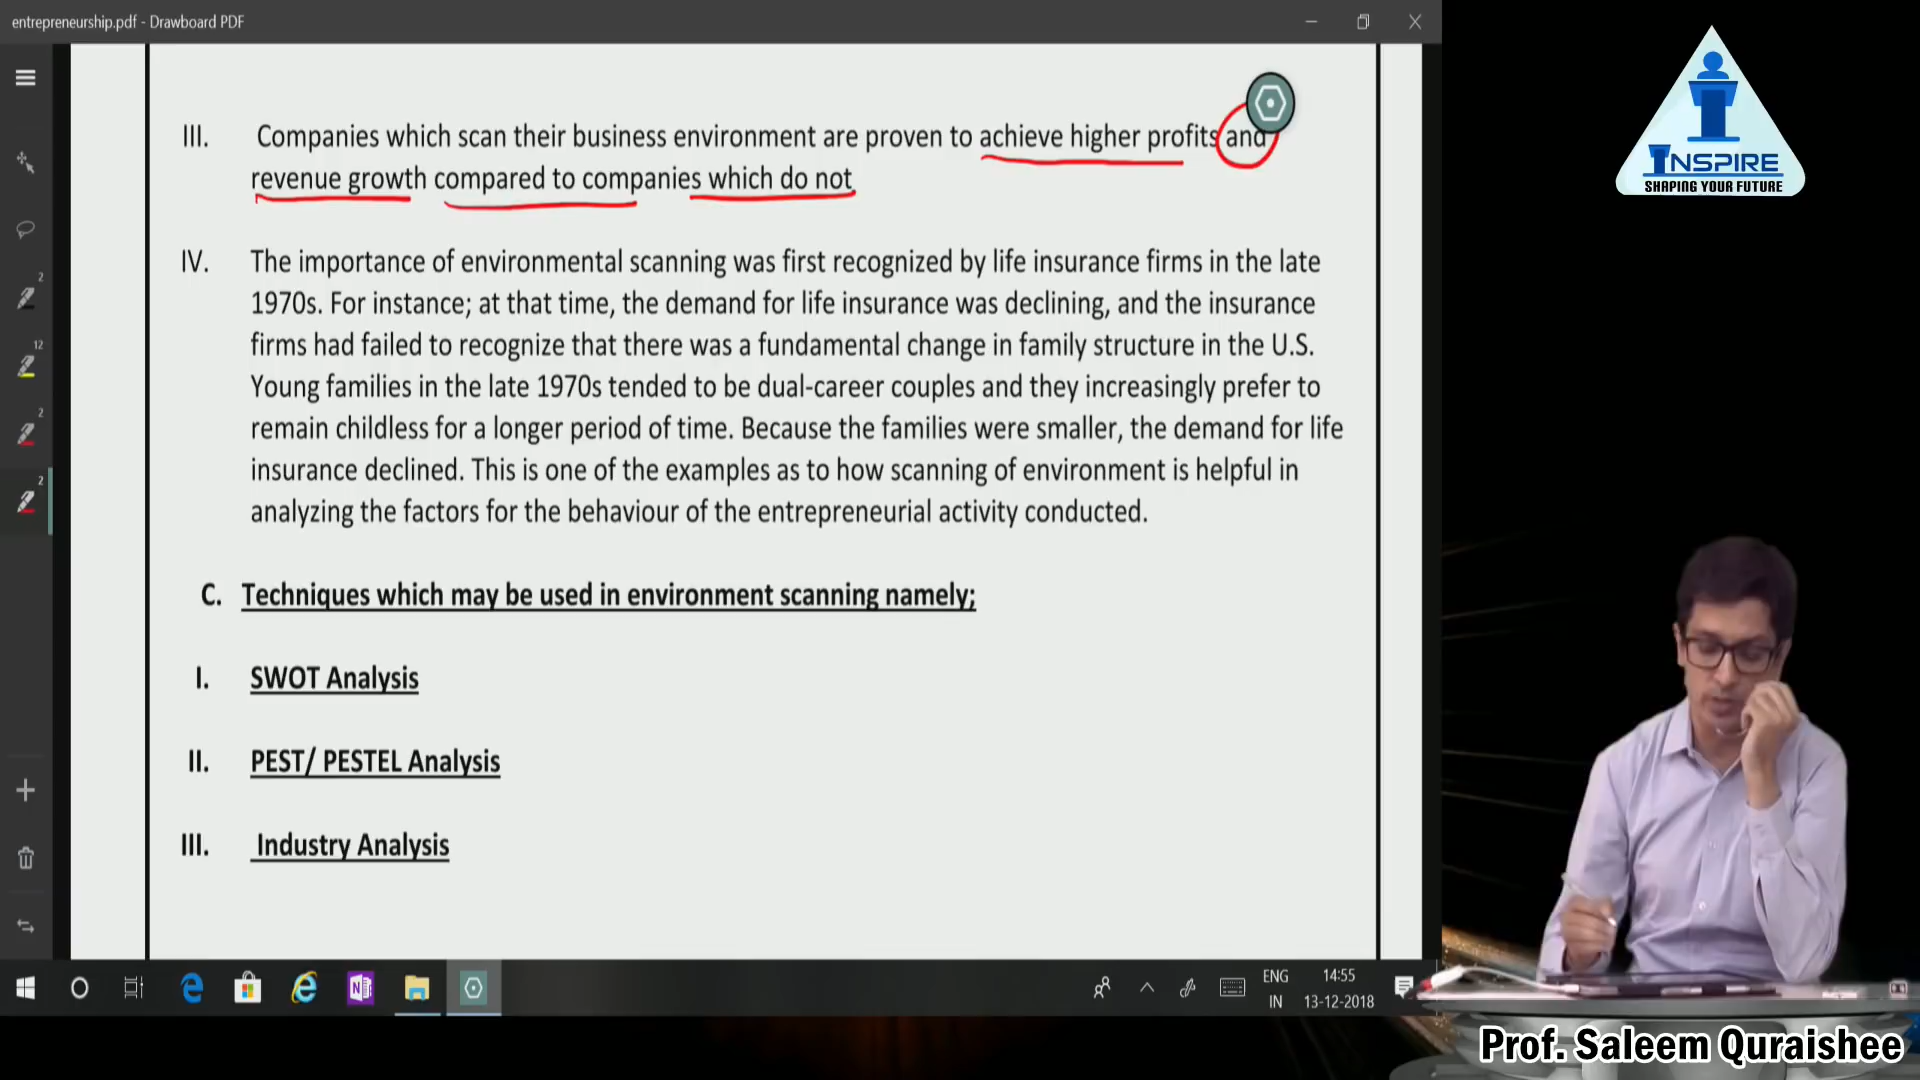 entrepreneurship.pdf - Drawboard PDF
III. Companies which scan their business environment are proven to achieve higher profits and
revenue growth compared to companies which do not
IV. The importance of environmental scanning was first recognized by life insurance firms in the late
1970s. For instance; at that time, the demand for life insurance was declining, and the insurance
firms had failed to recognize that there was a fundamental change in family structure in the U.S.
Young families in the late 1970s tended to be dual-career couples and they increasingly prefer to
remain childless for a longer period of time. Because the families were smaller, the demand for life
insurance declined. This is one of the examples as to how scanning of environment is helpful in
analyzing the factors for the behaviour of the entrepreneurial activity conducted.
C. Techniques which may be used in environment scanning namely;
I. SWOT Analysis
II. PEST/ PESTEL Analysis
III. Industry Analysis
2
12
2
2
ENG
IN
14:55
13-12-2018
INSPIRE
SHAPING YOUR FUTURE
Prof. Saleem Quraishee